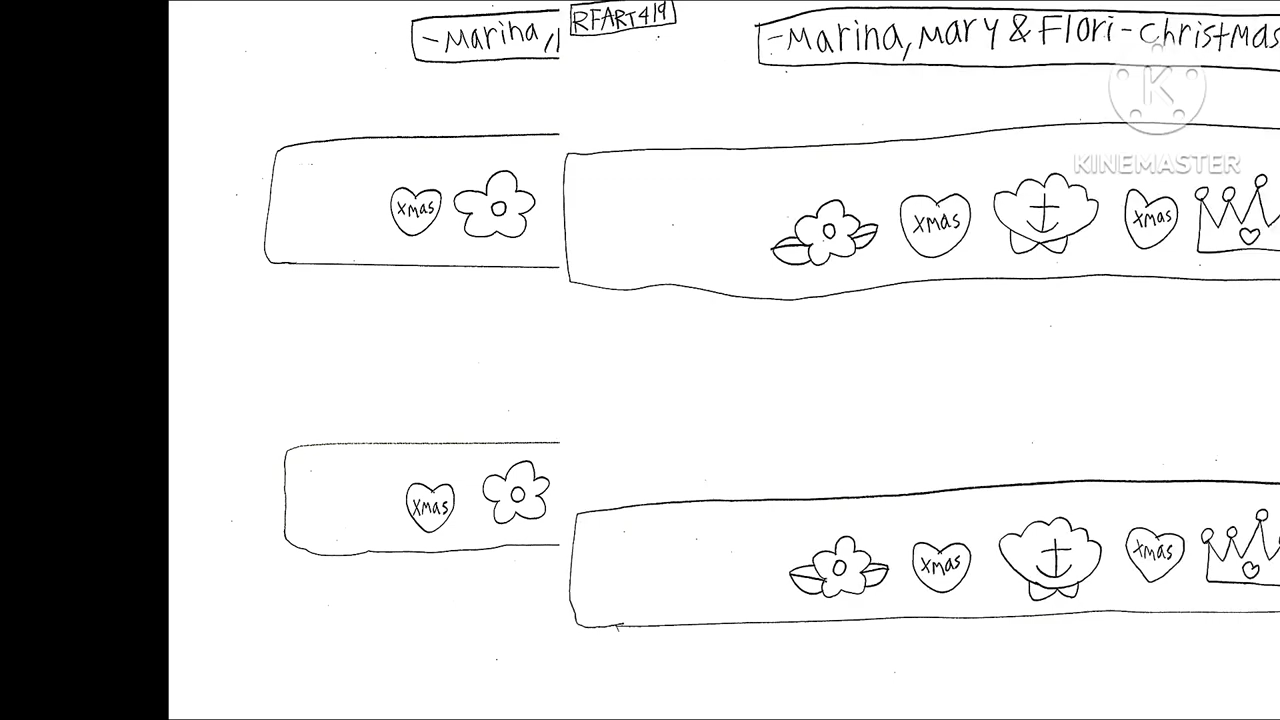 -Marina,
RFART419
-Marina, Mary & Flori-Christmas
K
KINEMASTER
xmas
xmas
xmas
xmas
xmas
xmas